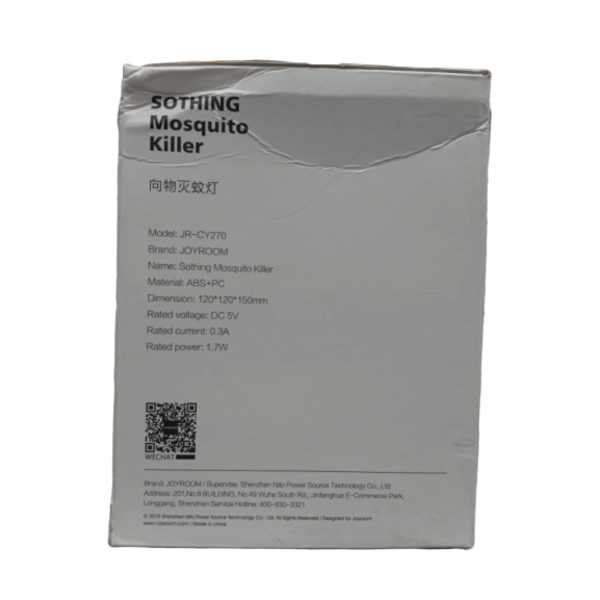 SOTHING
Mosquito
Killer
向物灭蚊灯
Model: JR-CY270
Brand: JOYROOM
Name: Sothing Mosquito Killer
Material: ABS+PC
Dimension: 120*120*150mm
Rated voltage: DC 5V
Rated current: 0.3A
Rated power: 1.7W
WECHAT
Brand: JOYROOM / Supervise: Shenzhen Nito Power Source Technology Co., Ltd
Address: 201,No.8 BUILDING, No.49 Wuhe South Rd., Jinfenghue E-Commerce Park,
Longgang, Shenzhen Service Hotline: 400-830-3321
© 2019 Shenzhen Nito Power Source Technology Co., Ltd. All Rights Reserved. / Designed by Joyroom
/ Made in china